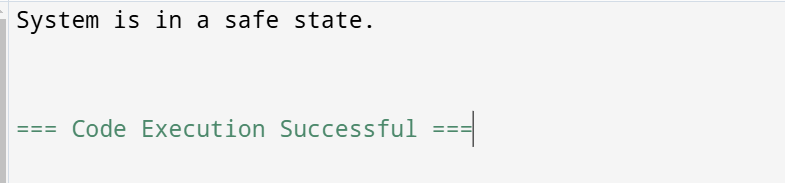 System is in a safe state.
=== Code Execution Successful ===